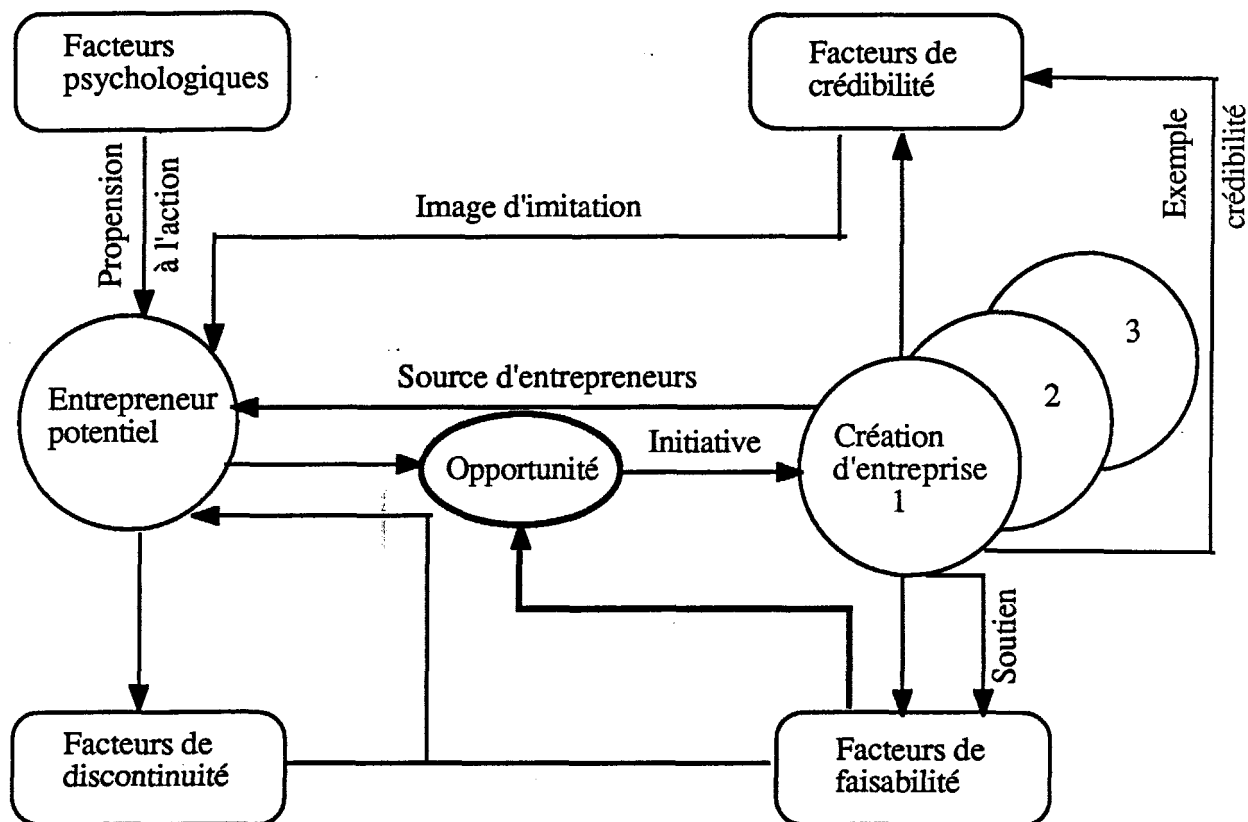 Facteurs
psychologiques
Facteurs de
crédibilité
Propension
à l'action
Image d'imitation
Exemple
crédibilité
3
2
Source d'entrepreneurs
Entrepreneur
potentiel
Opportunité
Initiative
Création
d'entreprise
1
Soutien
Facteurs de
discontinuité
Facteurs de
faisabilité